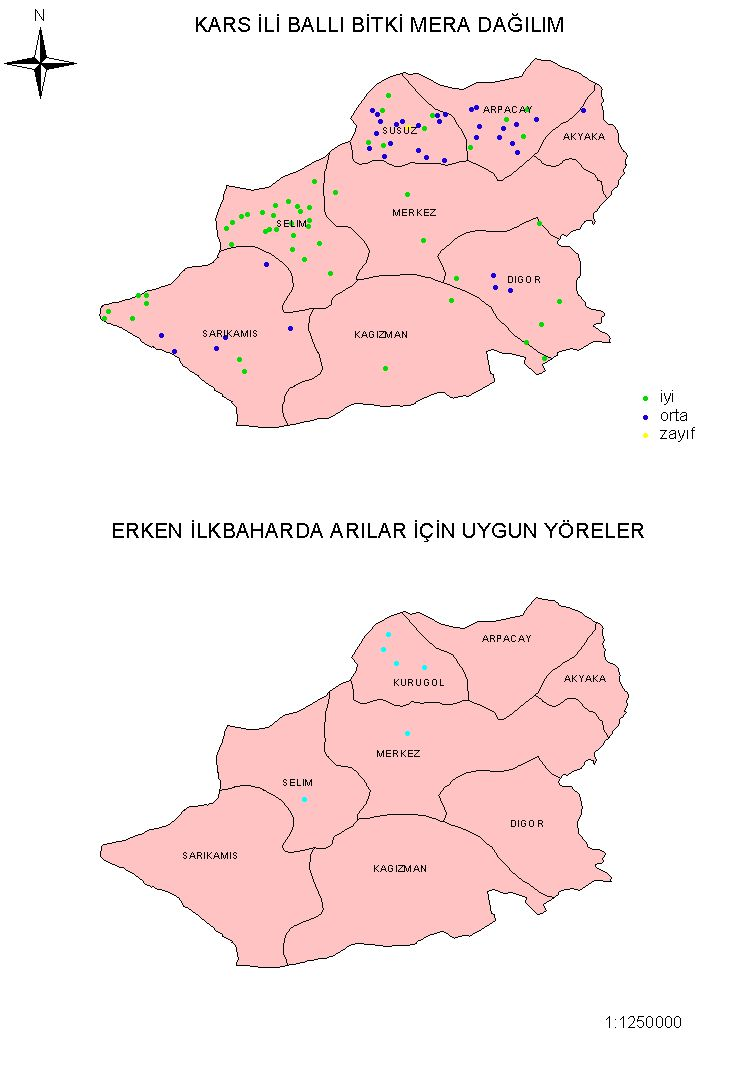 N
KARS İLİ BALLI BİTKİ MERA DAĞILIM
ARPACAY
SUSUZ
AKYAKA
MERKEZ
SELIM
DIGOR
SARIKAMIS
KAGIZMAN
iyi
orta
zayıf
ERKEN İLKBAHARDA ARILAR İÇİN UYGUN YÖRELER
ARPACAY
KURUGOL
AKYAKA
MERKEZ
SELIM
DIGOR
SARIKAMIS
KAGIZMAN
1:1250000